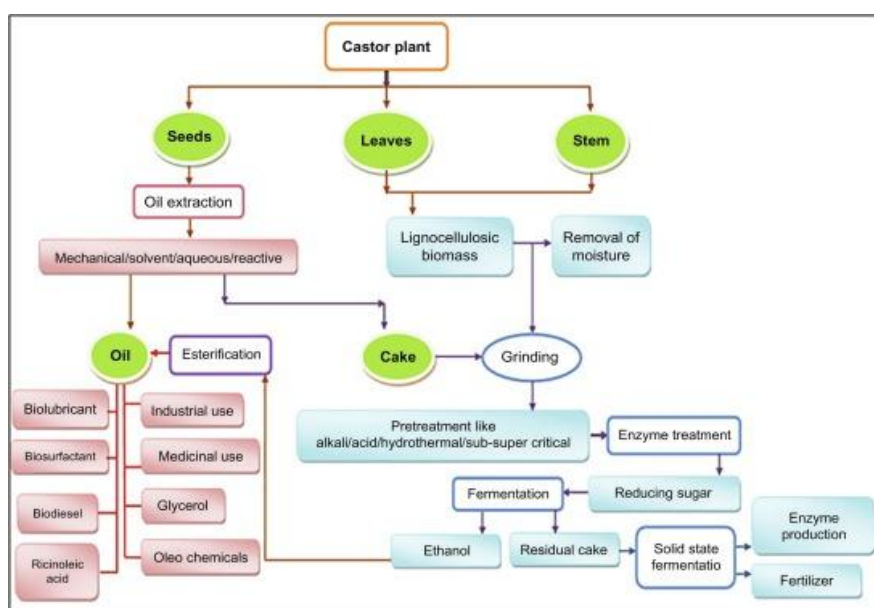 Castor plant
Seeds
Leaves
Stem
Oil extraction
Lignocellulosic
biomass
Removal of
moisture
Mechanical/solvent/aqueous/reactive
Oil
Esterification
Cake
Grinding
Biolubricant
Industrial use
Pretreatment like
alkali/acid/hydrothermal/sub-super critical
Enzyme treatment
Biosurfactant
Medicinal use
Biodiesel
Glycerol
Fermentation
Reducing sugar
Ricinoleic
acid
Oleo chemicals
Ethanol
Residual cake
Solid state
fermentatio
Enzyme
production
Fertilizer